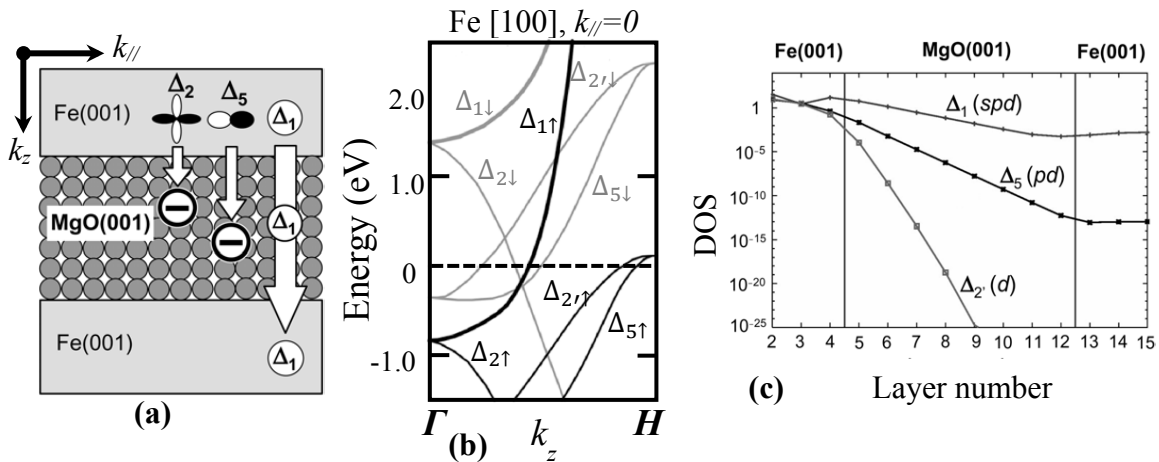 k//
kz
Fe(001)
Δ2
Δ5
Δ1
MgO(001)
Δ1
Fe(001)
Δ1
(a)
Fe [100], k//=0
Energy (eV)
2.0
1.0
0
-1.0
Δ1↓
Δ2′↓
Δ1↑
Δ2↓
Δ5↓
Δ2′,↑
Δ2↑
Δ5↑
Γ
kz
H
(b)
Fe(001) MgO(001) Fe(001)
DOS
1
10-5
10-10
10-15
10-20
10-25
Δ1 (spd)
Δ5 (pd)
Δ2' (d)
2 3 4 5 6 7 8 9 10 11 12 13 14 15
Layer number
(c)